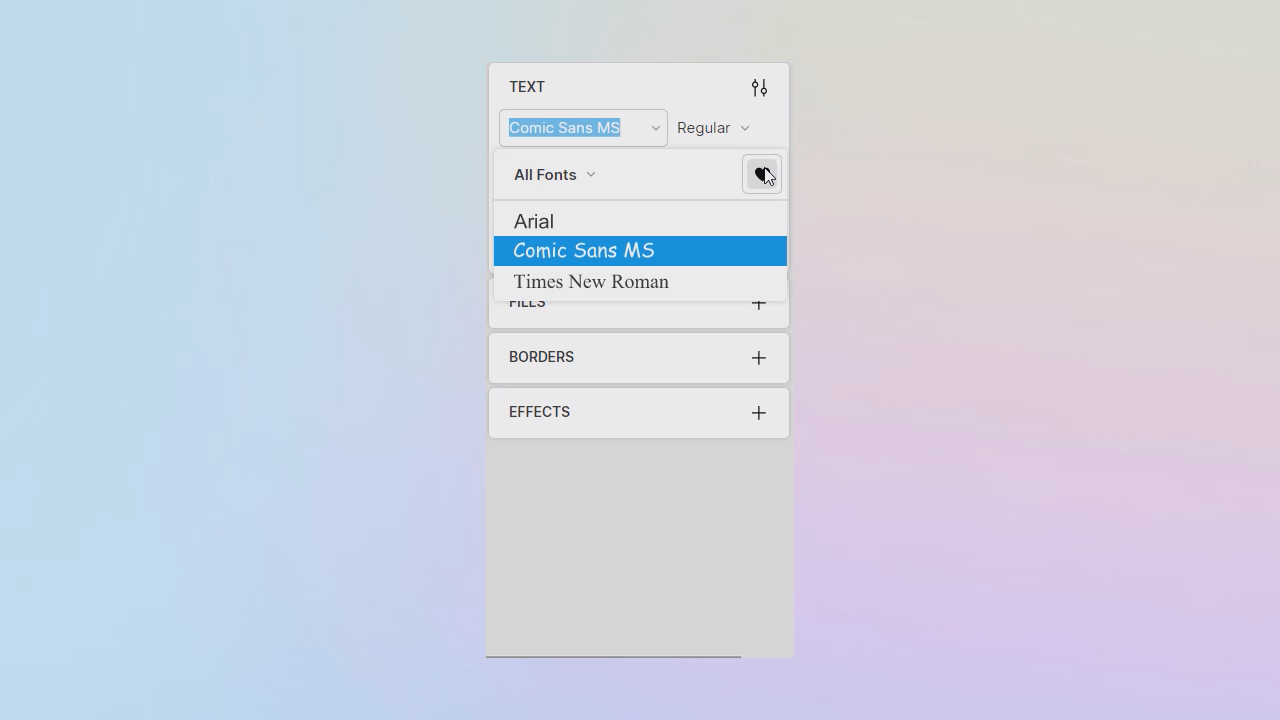 TEXT
Comic Sans MS Regular
All Fonts
Arial
Comic Sans MS
Times New Roman
FILLS
BORDERS
EFFECTS